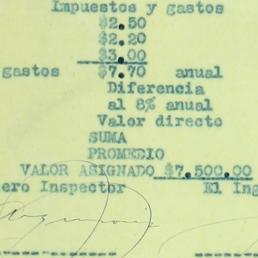 Impuestos y gastos
$2.50
$2.20
$3.00
gastos $7.70 anual
Diferencia
al 8% anual
Valor directo
SUMA
PROMEDIO
VALOR ASIGNADO $7,500.00
ero Inspector El Ing